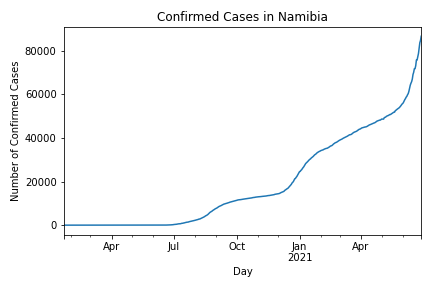 Confirmed Cases in Namibia
Number of Confirmed Cases
80000
60000
40000
20000
0
Apr Jul Oct Jan Apr
2021
Day